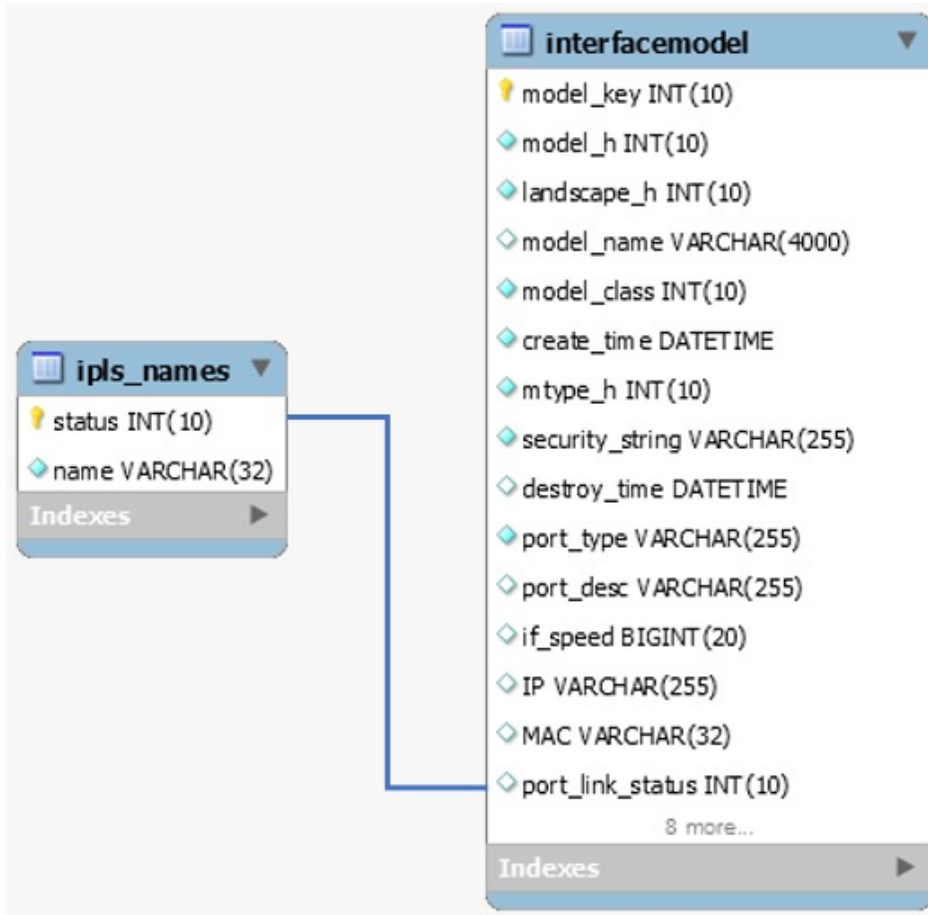 interfacemodel
model_key INT(10)
model_h INT(10)
landscape_h INT(10)
model_name VARCHAR(4000)
model_class INT(10)
create_time DATETIME
mtype_h INT(10)
security_string VARCHAR(255)
destroy_time DATETIME
port_type VARCHAR(255)
port_desc VARCHAR(255)
if_speed BIGINT(20)
IP VARCHAR(255)
MAC VARCHAR(32)
port_link_status INT(10)
8 more...
Indexes
ipls_names
status INT(10)
name VARCHAR(32)
Indexes